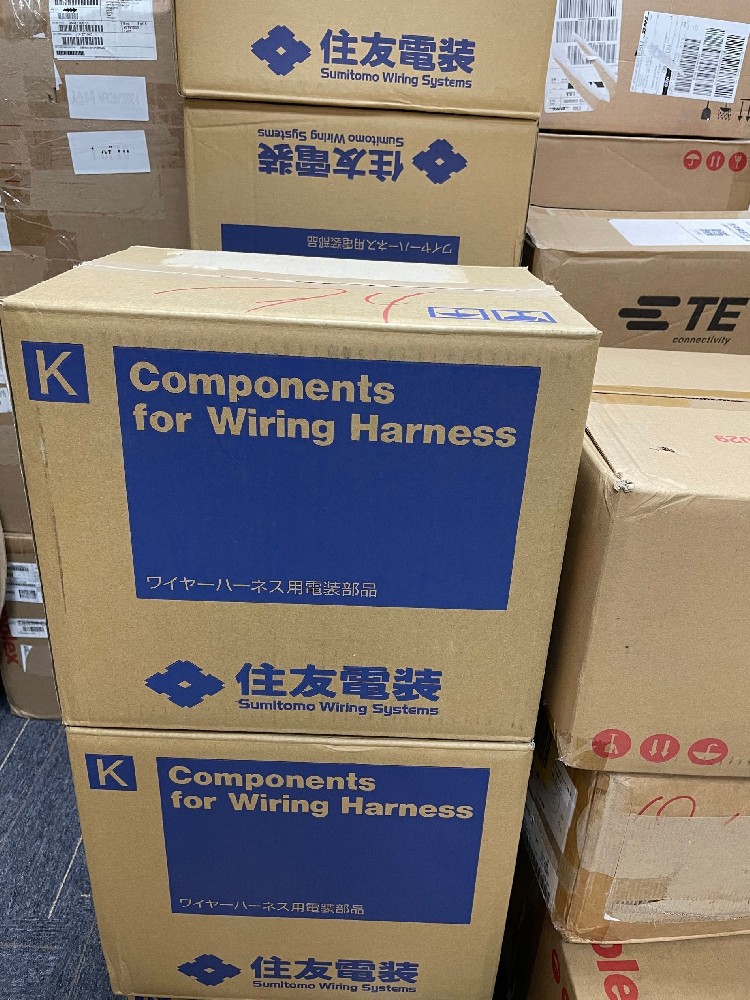 住友電装
Sumitomo Wiring Systems
住友電装
Sumitomo Wiring Systems
ワイヤーハーネス用電装部品
TE
connectivity
K
Components
for Wiring Harness
ワイヤーハーネス用電装部品
住友電装
Sumitomo Wiring Systems
K
Components
for Wiring Harness
ワイヤーハーネス用電装部品
住友電装
Sumitomo Wiring Systems